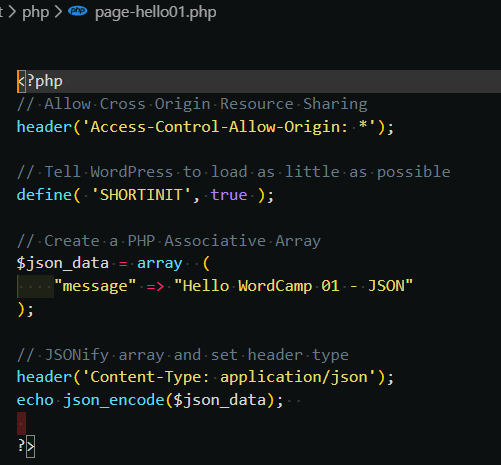 t > php > page-hello01.php
<?php
// Allow Cross Origin Resource Sharing
header('Access-Control-Allow-Origin: *');
// Tell WordPress to load as little as possible
define( 'SHORTINIT', true );
// Create a PHP Associative Array
$json_data = array  (
    "message" => "Hello WordCamp 01 - JSON"
);
// JSONify array and set header type
header('Content-Type: application/json');
echo json_encode($json_data);
?>